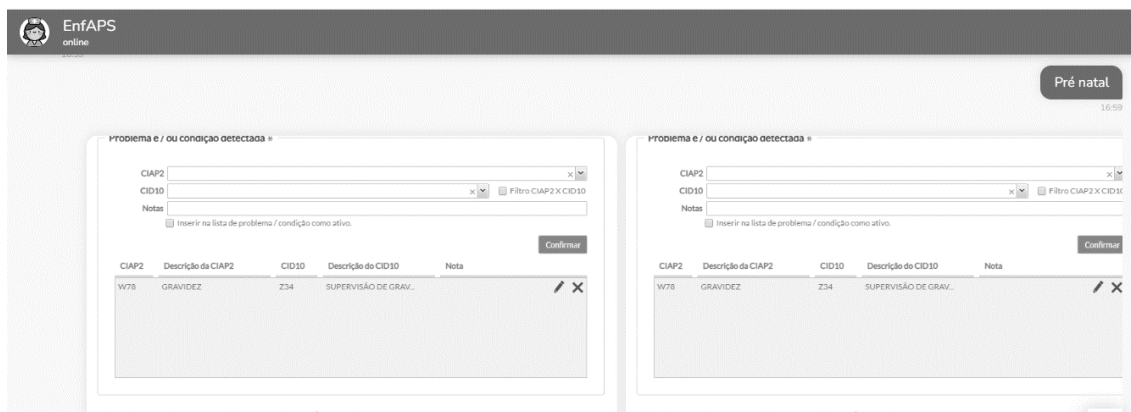 EnfAPS
online
Pré natal
16:59
Problema e / ou condição detectada
CIAP2
CID10
Filtro CIAP2 X CID10
Notas
Inserir na lista de problema / condição como ativo.
Confirmar
CIAP2 Descrição da CIAP2 CID10 Descrição do CID10 Nota
W78 GRAVIDEZ Z34 SUPERVISÃO DE GRAV...
Problema e / ou condição detectada
CIAP2
CID10
Filtro CIAP2 X CID10
Notas
Inserir na lista de problema / condição como ativo.
Confirmar
CIAP2 Descrição da CIAP2 CID10 Descrição do CID10 Nota
W78 GRAVIDEZ Z34 SUPERVISÃO DE GRAV...